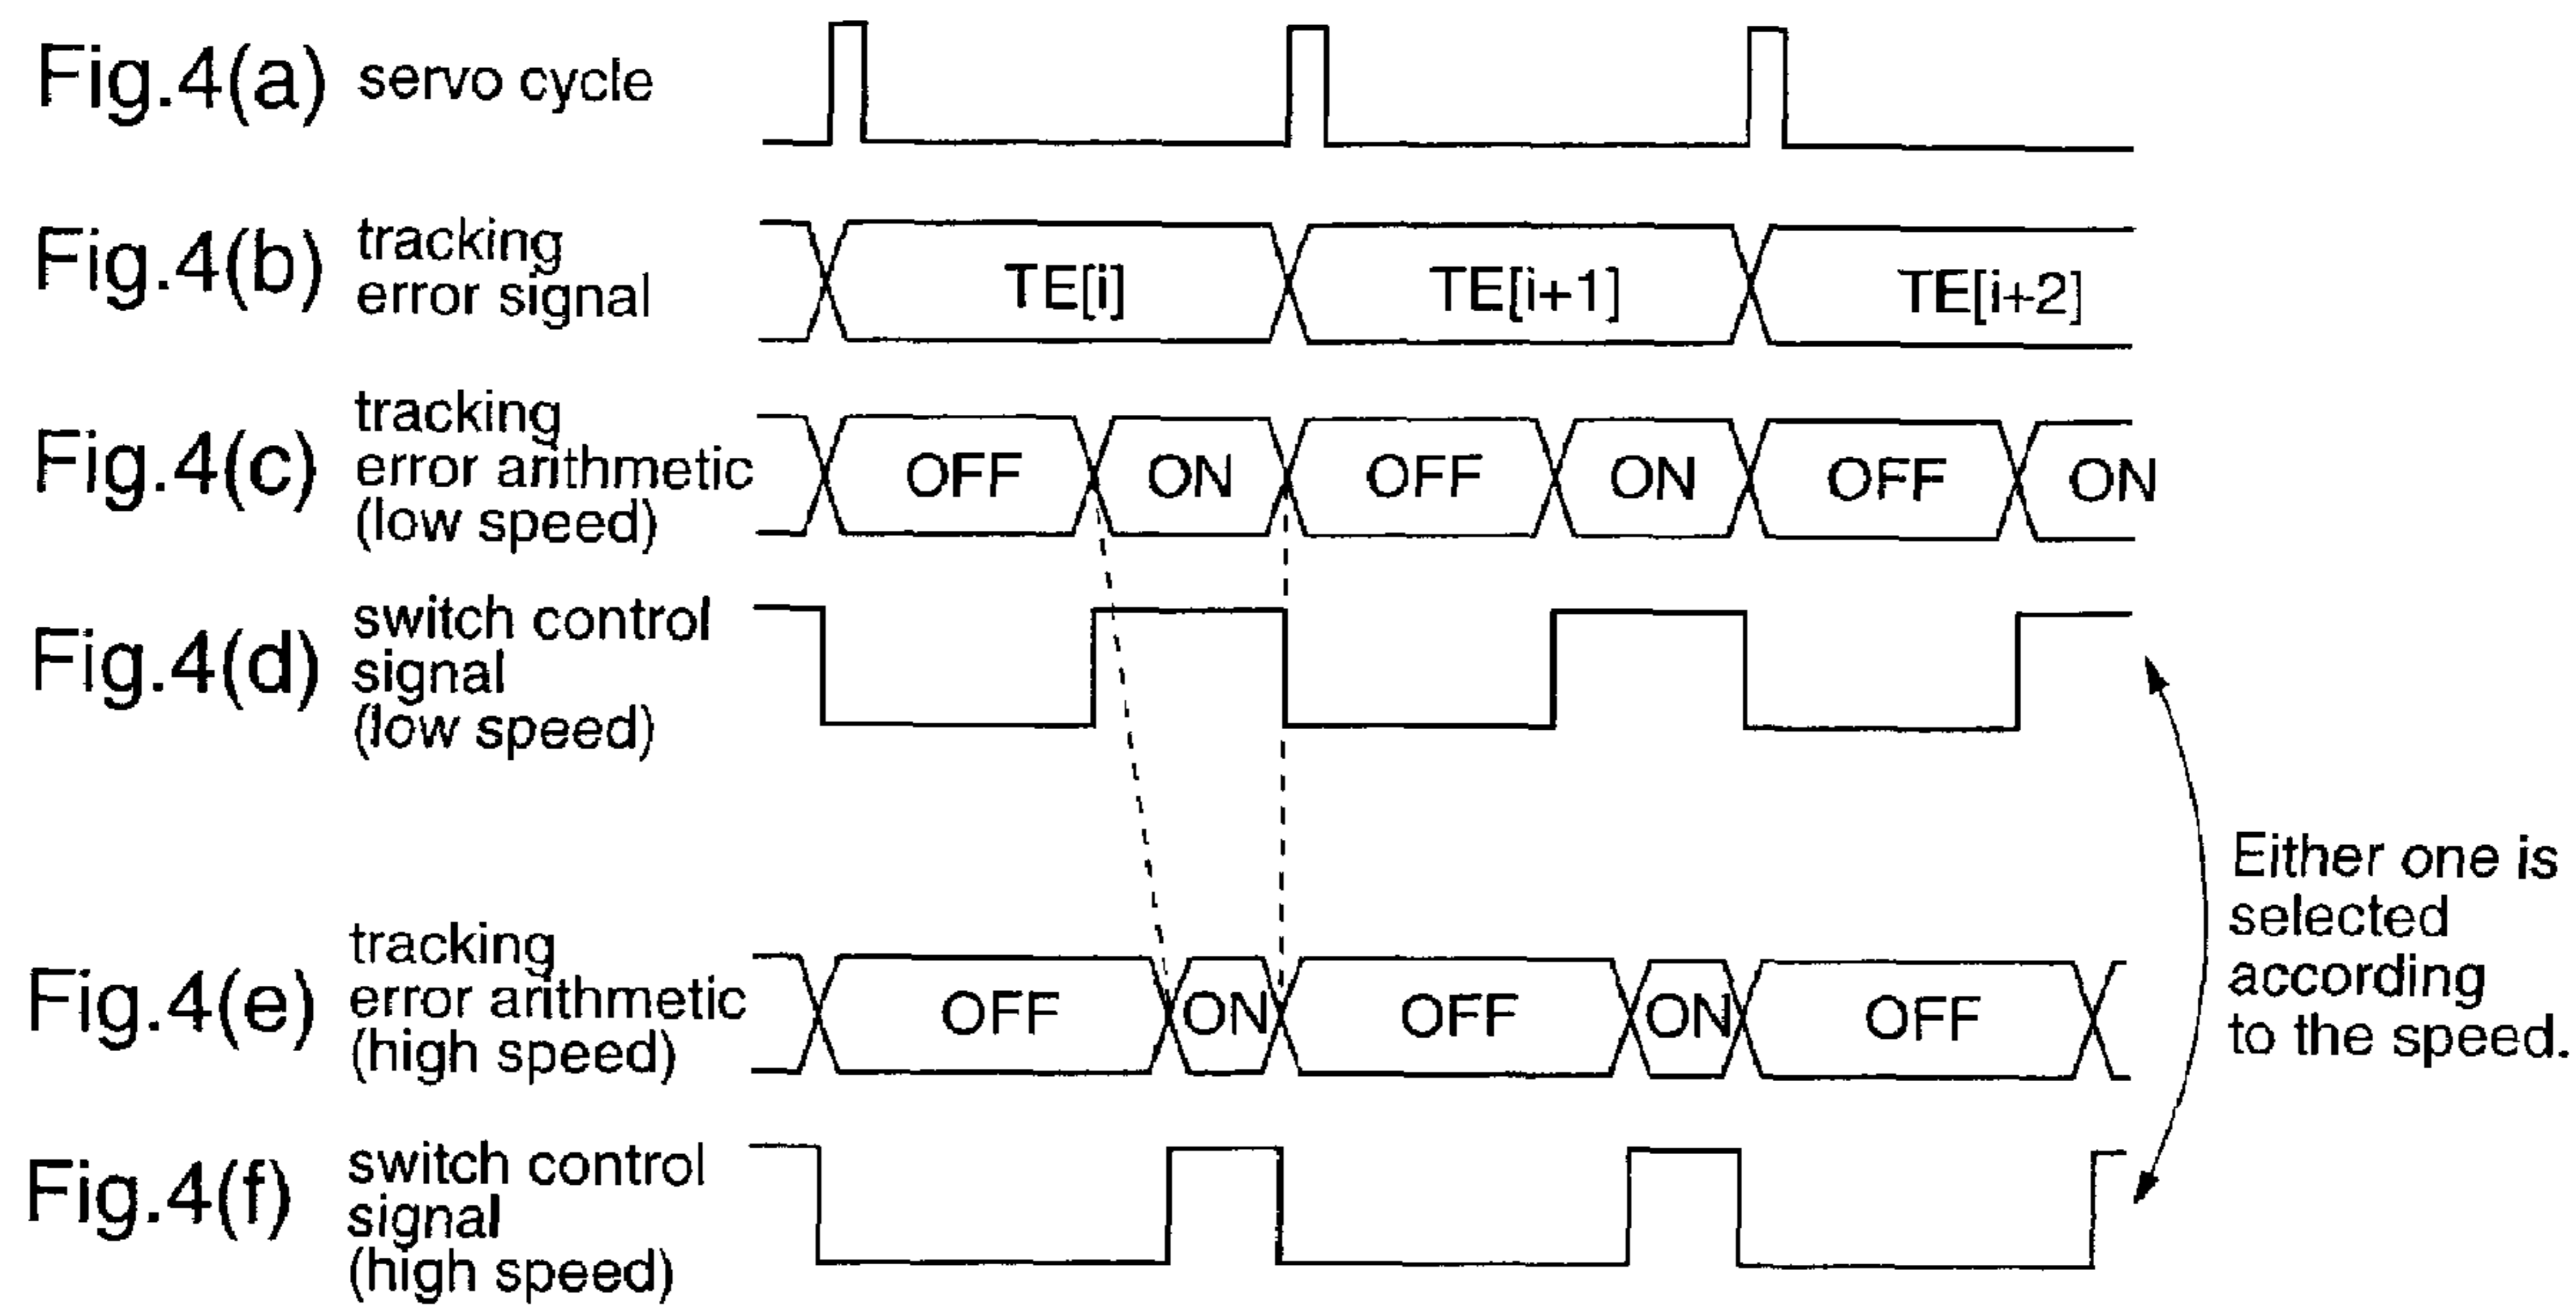 Fig.4(a) servo cycle
Fig.4(b) tracking
error signal
TE[i] TE[i+1] TE[i+2]
Fig.4(c) tracking
error arithmetic
(low speed)
OFF ON OFF ON OFF ON
Fig.4(d) switch control
signal
(low speed)
Either one is
selected
according
to the speed.
Fig.4(e) tracking
error arithmetic
(high speed)
OFF ON OFF ON OFF
Fig.4(f) switch control
signal
(high speed)